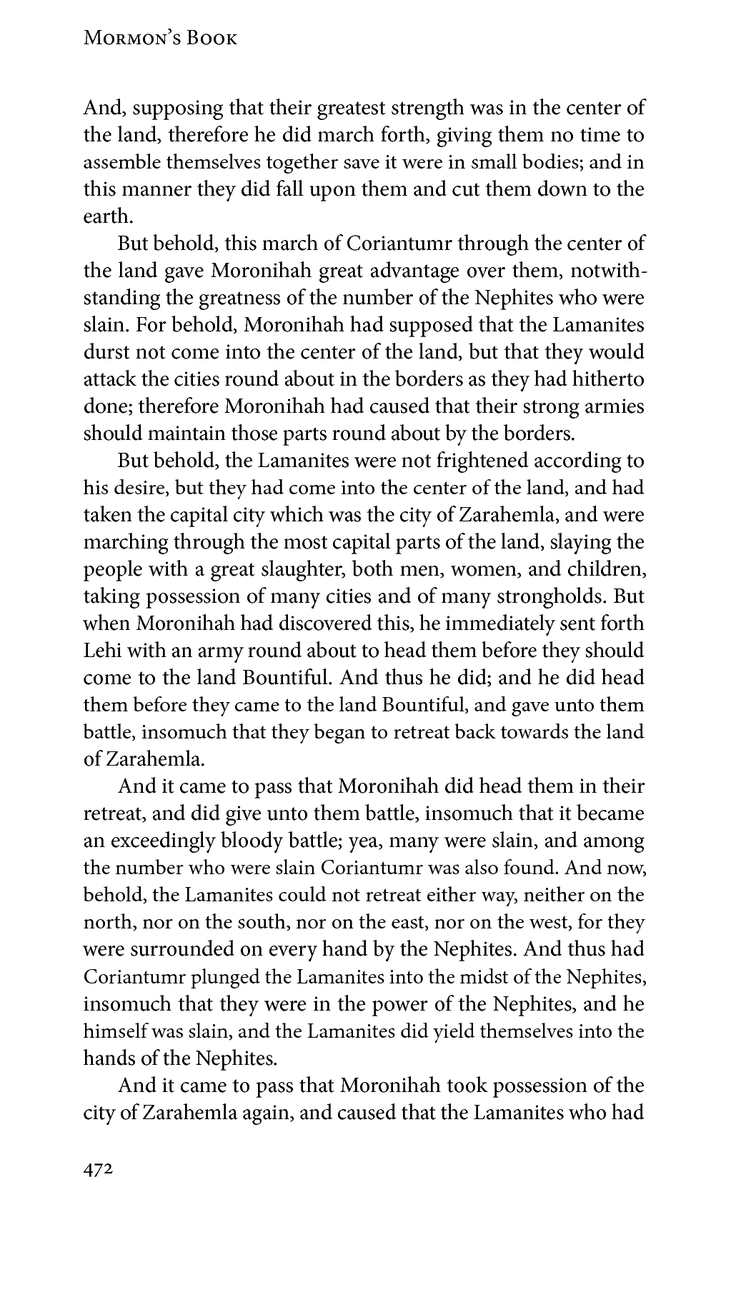 Mormon’s Book
And, supposing that their greatest strength was in the center of
the land, therefore he did march forth, giving them no time to
assemble themselves together save it were in small bodies; and in
this manner they did fall upon them and cut them down to the
earth.
But behold, this march of Coriantumr through the center of
the land gave Moronihah great advantage over them, notwith-
standing the greatness of the number of the Nephites who were
slain. For behold, Moronihah had supposed that the Lamanites
durst not come into the center of the land, but that they would
attack the cities round about in the borders as they had hitherto
done; therefore Moronihah had caused that their strong armies
should maintain those parts round about by the borders.
But behold, the Lamanites were not frightened according to
his desire, but they had come into the center of the land, and had
taken the capital city which was the city of Zarahemla, and were
marching through the most capital parts of the land, slaying the
people with a great slaughter, both men, women, and children,
taking possession of many cities and of many strongholds. But
when Moronihah had discovered this, he immediately sent forth
Lehi with an army round about to head them before they should
come to the land Bountiful. And thus he did; and he did head
them before they came to the land Bountiful, and gave unto them
battle, insomuch that they began to retreat back towards the land
of Zarahemla.
And it came to pass that Moronihah did head them in their
retreat, and did give unto them battle, insomuch that it became
an exceedingly bloody battle; yea, many were slain, and among
the number who were slain Coriantumr was also found. And now,
behold, the Lamanites could not retreat either way, neither on the
north, nor on the south, nor on the east, nor on the west, for they
were surrounded on every hand by the Nephites. And thus had
Coriantumr plunged the Lamanites into the midst of the Nephites,
insomuch that they were in the power of the Nephites, and he
himself was slain, and the Lamanites did yield themselves into the
hands of the Nephites.
And it came to pass that Moronihah took possession of the
city of Zarahemla again, and caused that the Lamanites who had
472